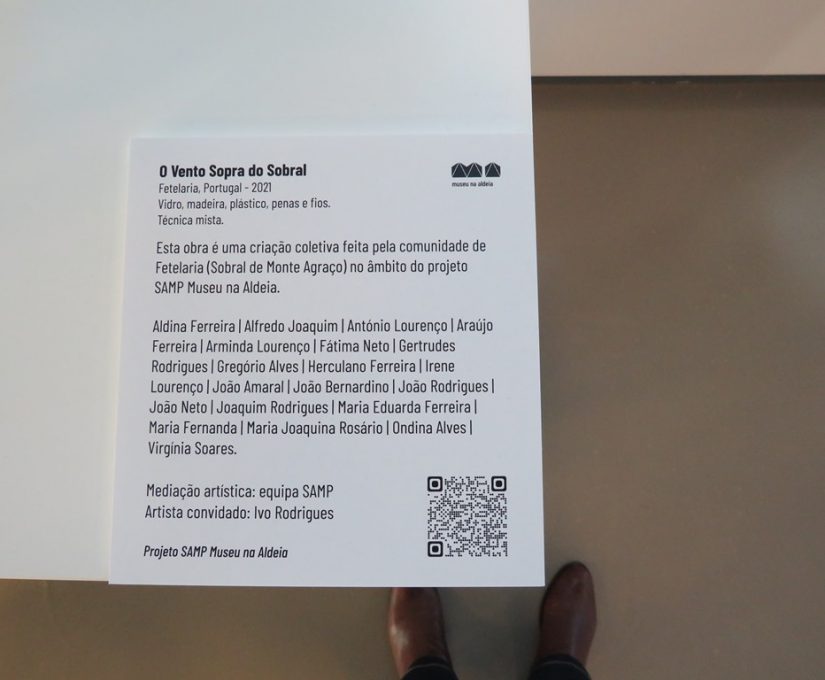 O Vento Sopra do Sobral
Fetelaria, Portugal - 2021
Vidro, madeira, plástico, penas e fios.
Técnica mista.
museu na aldeia
Esta obra é uma criação coletiva feita pela comunidade de
Fetelaria (Sobral de Monte Agraço) no âmbito do projeto
SAMP Museu na Aldeia.
Aldina Ferreira | Alfredo Joaquim | António Lourenço | Araújo
Ferreira | Arminda Lourenço | Fátima Neto | Gertrudes
Rodrigues | Gregório Alves | Herculano Ferreira | Irene
Lourenço | João Amaral | João Bernardino | João Rodrigues |
João Neto | Joaquim Rodrigues | Maria Eduarda Ferreira |
Maria Fernanda | Maria Joaquina Rosário | Ondina Alves |
Virgínia Soares.
Mediação artística: equipa SAMP
Artista convidado: Ivo Rodrigues
Projeto SAMP Museu na Aldeia